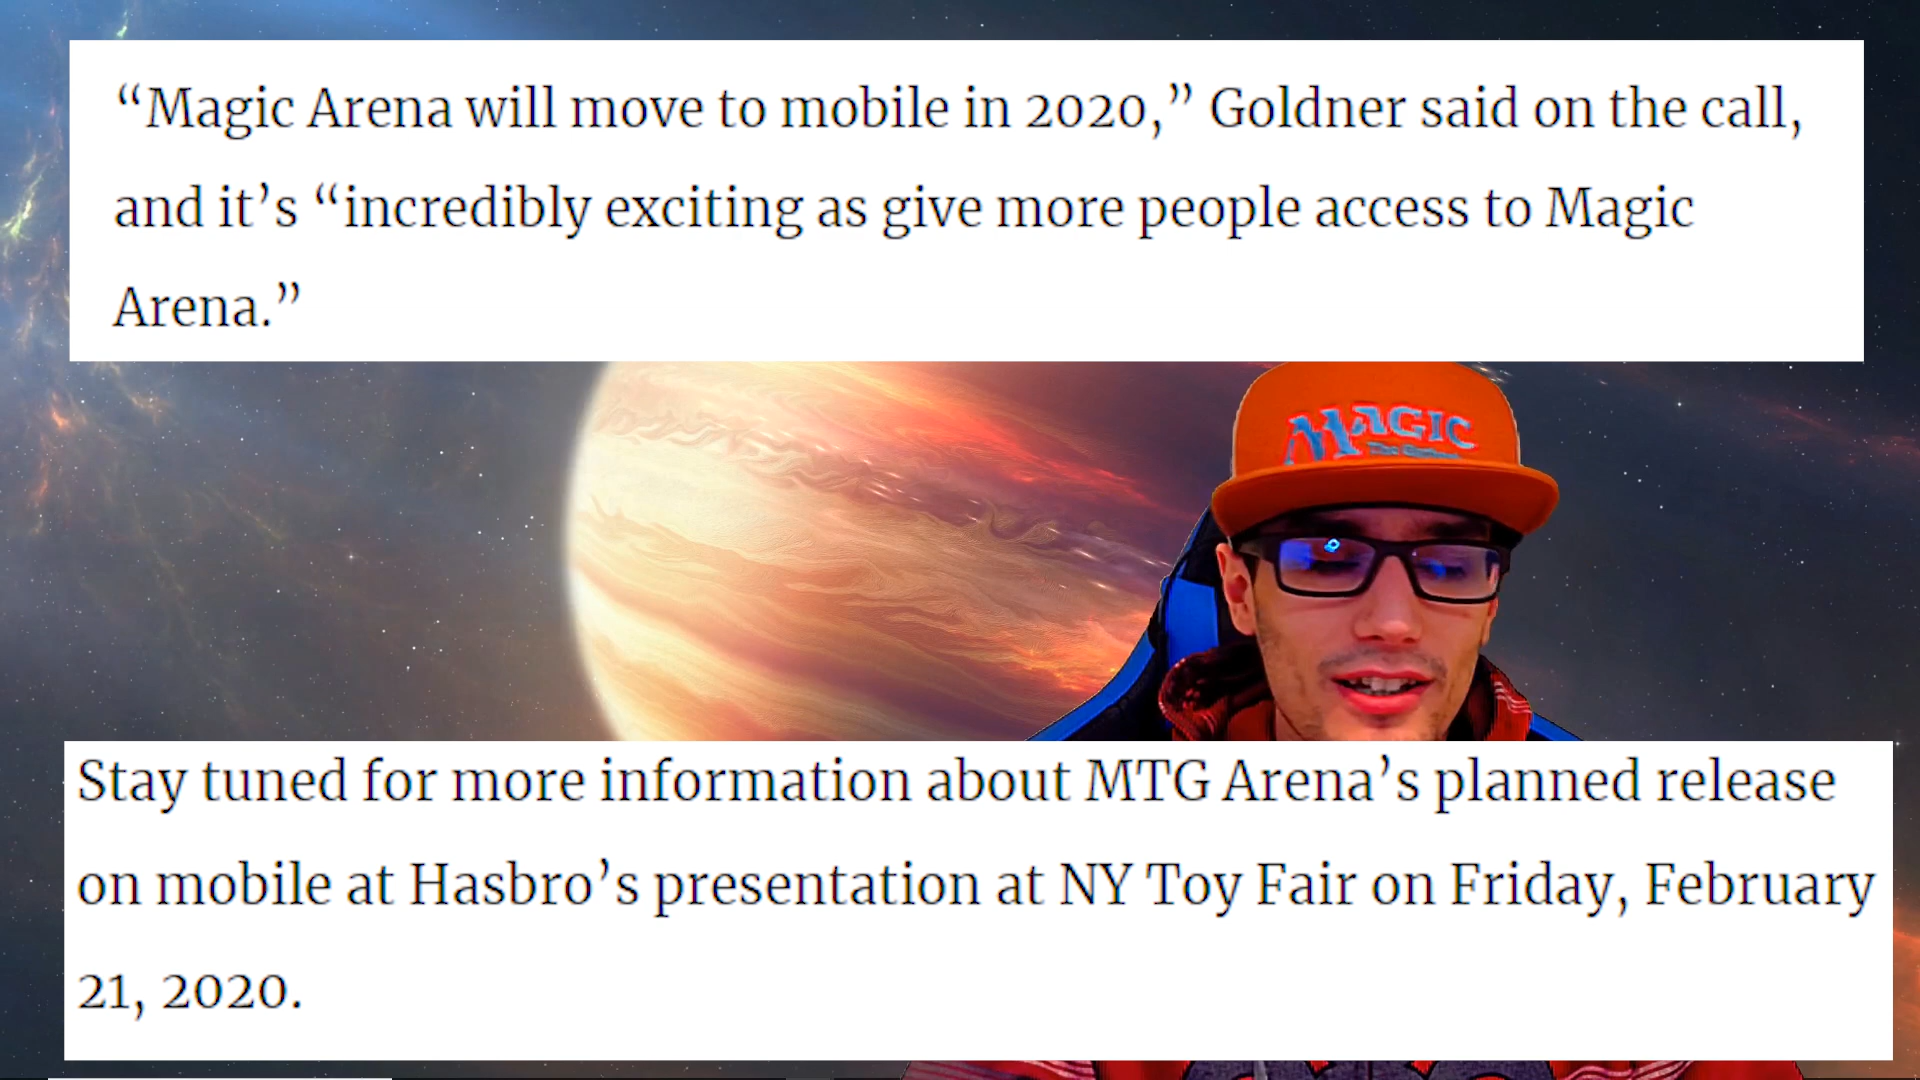 “Magic Arena will move to mobile in 2020,” Goldner said on the call,
and it’s “incredibly exciting as give more people access to Magic
Arena.”
MAGIC
The Gathering
Stay tuned for more information about MTG Arena’s planned release
on mobile at Hasbro’s presentation at NY Toy Fair on Friday, February
21, 2020.